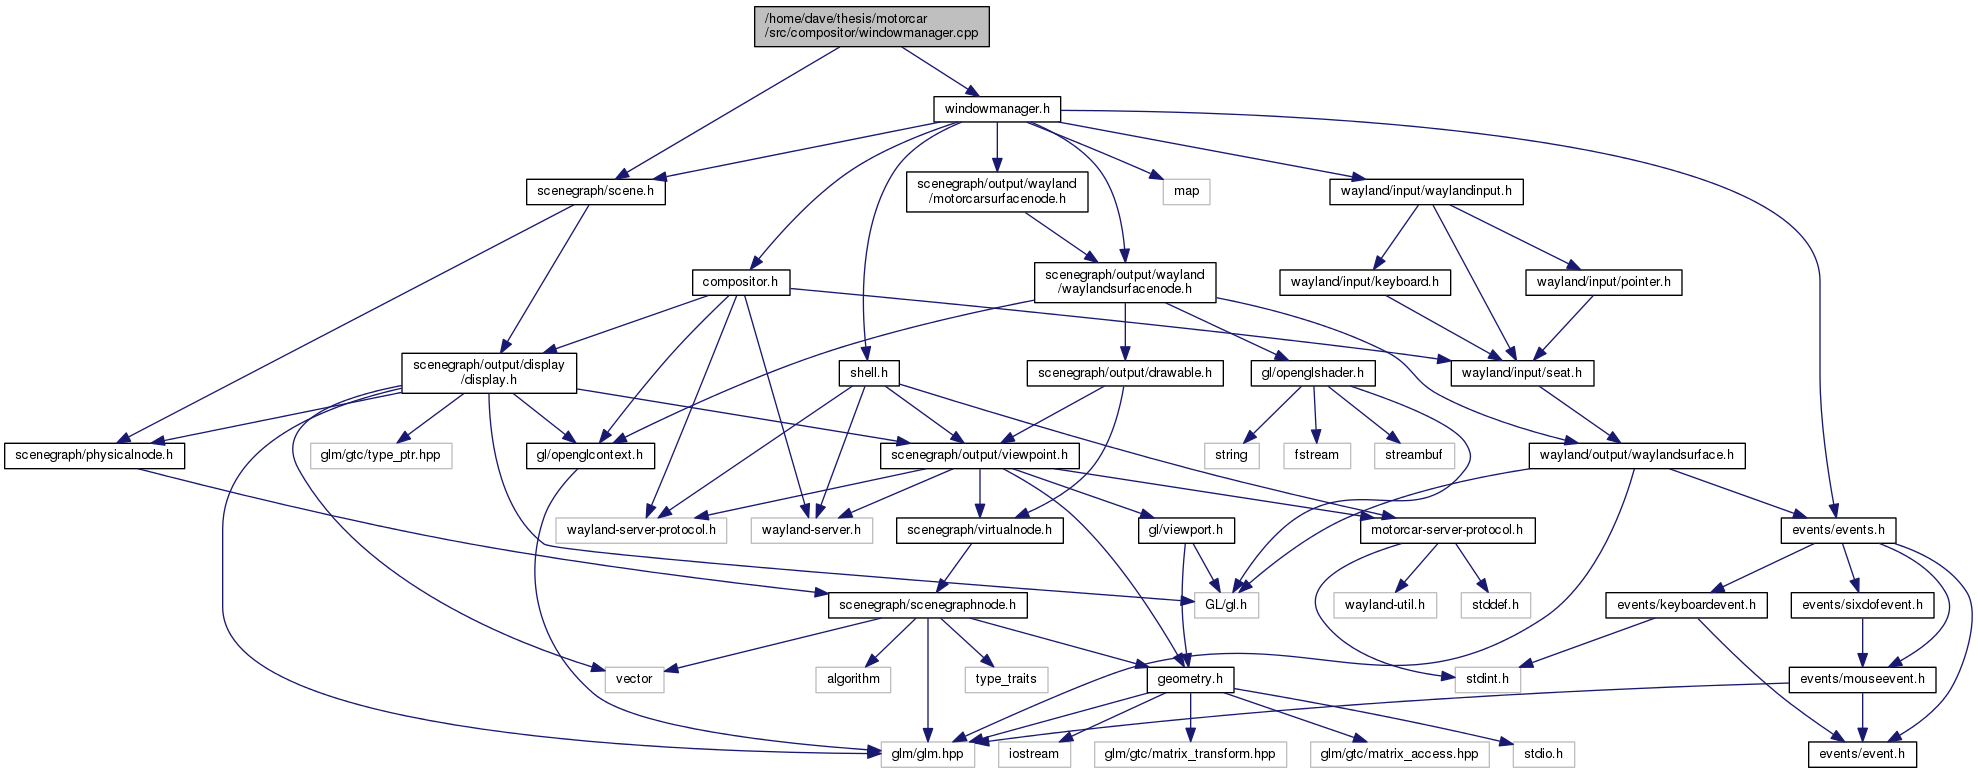 /home/dave/thesis/motorcar
/src/compositor/windowmanager.cpp
windowmanager.h
scenegraph/scene.h
scenegraph/output/wayland
/motorcarsurfacenode.h
map
wayland/input/waylandinput.h
compositor.h
scenegraph/output/wayland
/waylandsurfacenode.h
wayland/input/keyboard.h
wayland/input/pointer.h
scenegraph/output/display
/display.h
shell.h
scenegraph/output/drawable.h
gl/openglshader.h
wayland/input/seat.h
scenegraph/physicalnode.h
glm/gtc/type_ptr.hpp
gl/openglcontext.h
scenegraph/output/viewpoint.h
string
fstream
streambuf
wayland/output/waylandsurface.h
wayland-server-protocol.h
wayland-server.h
scenegraph/virtualnode.h
gl/viewport.h
motorcar-server-protocol.h
events/events.h
scenegraph/scenegraphnode.h
GL/gl.h
wayland-util.h
stddef.h
events/keyboardevent.h
events/sixdofevent.h
vector
algorithm
type_traits
geometry.h
stdint.h
events/mouseevent.h
glm/glm.hpp
iostream
glm/gtc/matrix_transform.hpp
glm/gtc/matrix_access.hpp
stdio.h
events/event.h